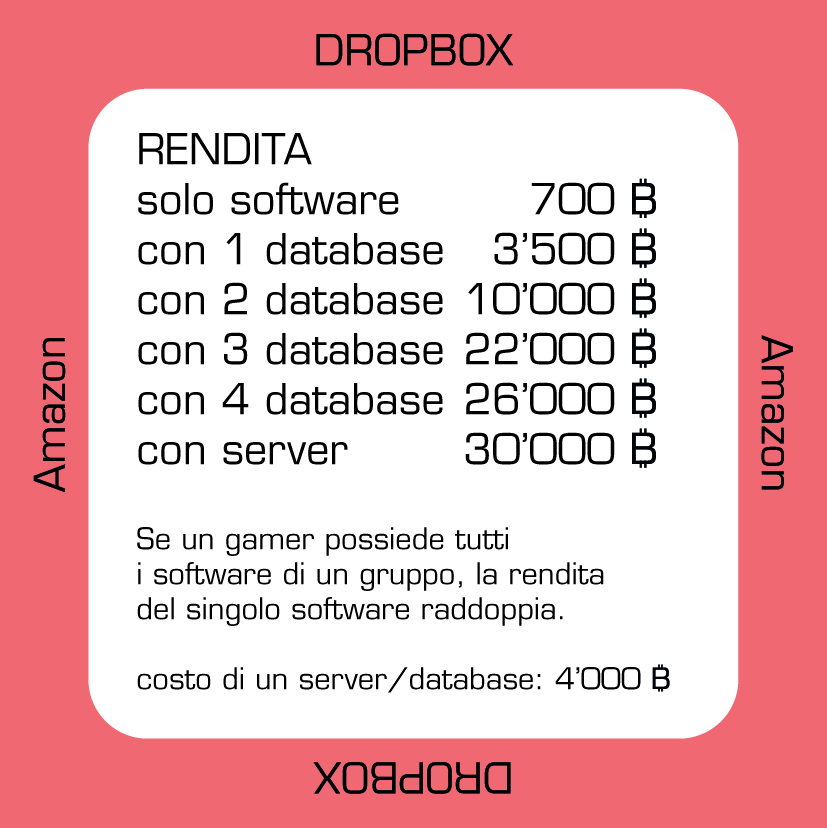 DROPBOX
RENDITA
solo software 700 ₿
con 1 database 3’500 ₿
con 2 database 10’000 ₿
con 3 database 22’000 ₿
con 4 database 26’000 ₿
con server 30’000 ₿
Se un gamer possiede tutti
i software di un gruppo, la rendita
del singolo software raddoppia.
costo di un server/database: 4’000 ₿
Amazon
Amazon
DROPBOX